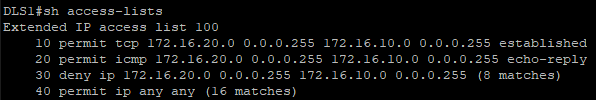 DLS1#sh access-lists
Extended IP access list 100
    10 permit tcp 172.16.20.0 0.0.0.255 172.16.10.0 0.0.0.255 established
    20 permit icmp 172.16.20.0 0.0.0.255 172.16.10.0 0.0.0.255 echo-reply
    30 deny ip 172.16.20.0 0.0.0.255 172.16.10.0 0.0.0.255 (8 matches)
    40 permit ip any any (16 matches)